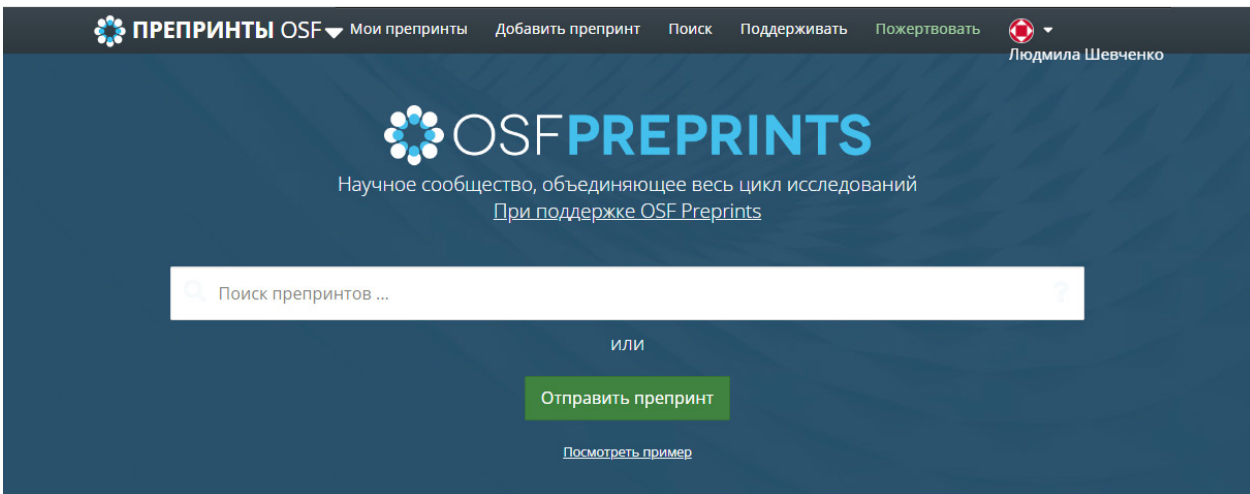 ПРЕПРИНТЫ OSF Мои препринты Добавить препринт Поиск Поддерживать Пожертвовать
Людмила Шевченко
OSFPREPRINTS
Научное сообщество, объединяющее весь цикл исследований
При поддержке OSF Preprints
Поиск препринтов ...
?
или
Отправить препринт
Посмотреть пример